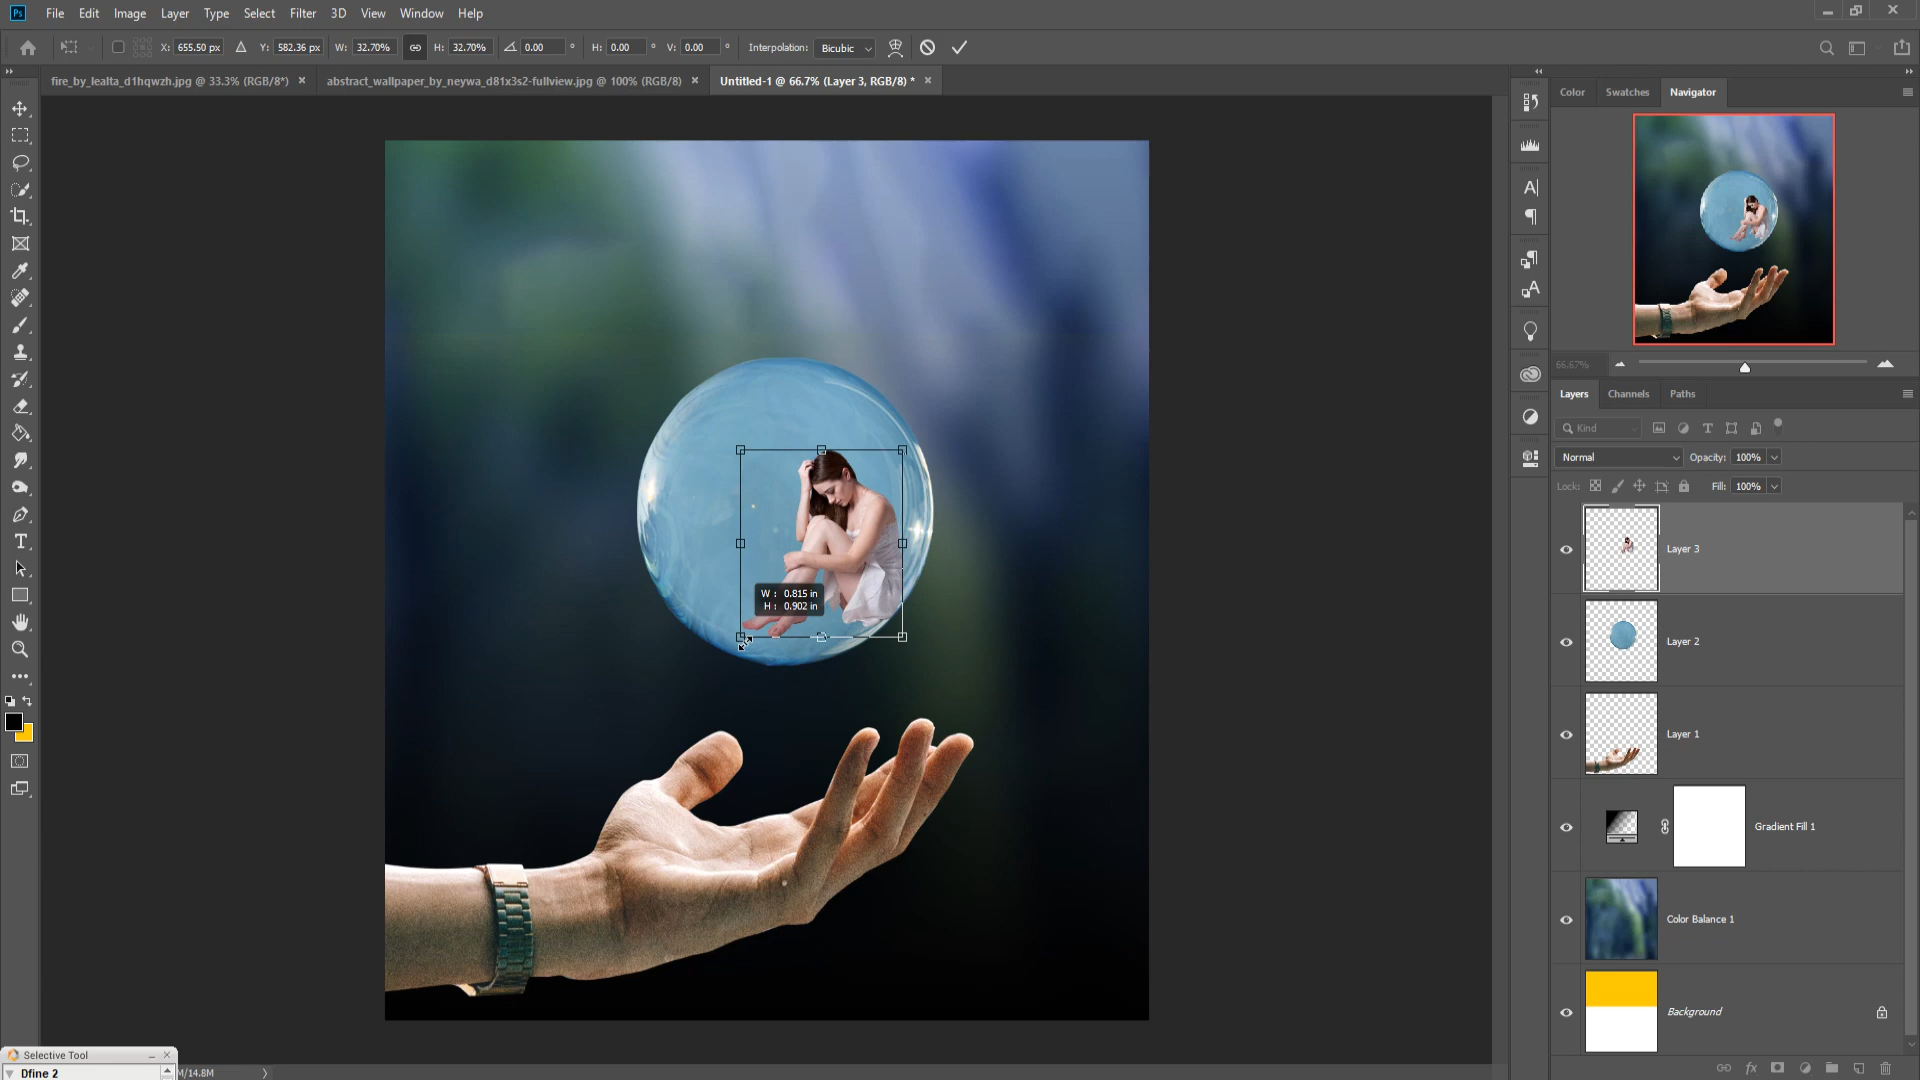 Ps File Edit Image Layer Type Select Filter 3D View Window Help
X: 655.50 px Δ Y: 582.36 px W: 32.70% H: 32.70% 0.00 ° H: 0.00 ° V: 0.00 ° Interpolation: Bicubic
fire_by_lealta_d1hqwzh.jpg @ 33.3% (RGB/8*) × abstract_wallpaper_by_neywa_d81x3s2-fullview.jpg @ 100% (RGB/8) × Untitled-1 @ 66.7% (Layer 3, RGB/8) * ×
Color Swatches Navigator
66.67%
Layers Channels Paths
Kind
Normal Opacity: 100%
Lock: Fill: 100%
Layer 3
Layer 2
Layer 1
Gradient Fill 1
Color Balance 1
Background
W : 0.815 in
H : 0.902 in
Selective Tool
Dfine 2
M/14.8M